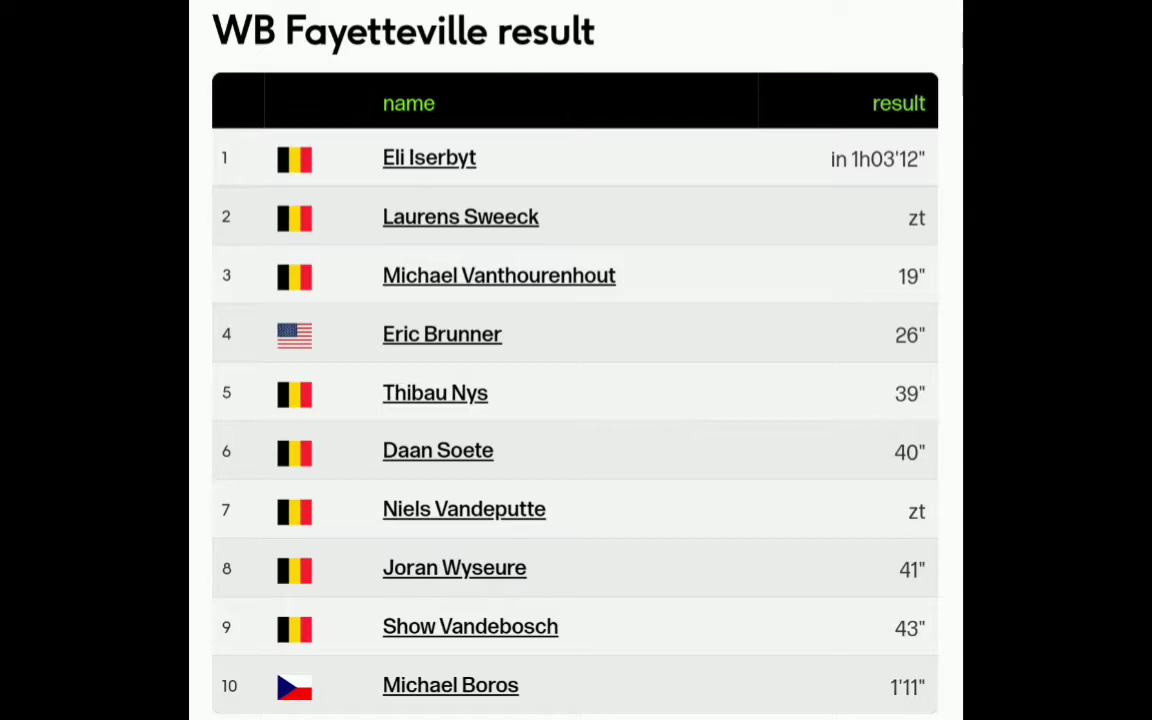 WB Fayetteville result
name result
1 Eli Iserbyt in 1h03'12"
2 Laurens Sweeck zt
3 Michael Vanthourenhout 19"
4 Eric Brunner 26"
5 Thibau Nys 39"
6 Daan Soete 40"
7 Niels Vandeputte zt
8 Joran Wyseure 41"
9 Show Vandebosch 43"
10 Michael Boros 1'11"